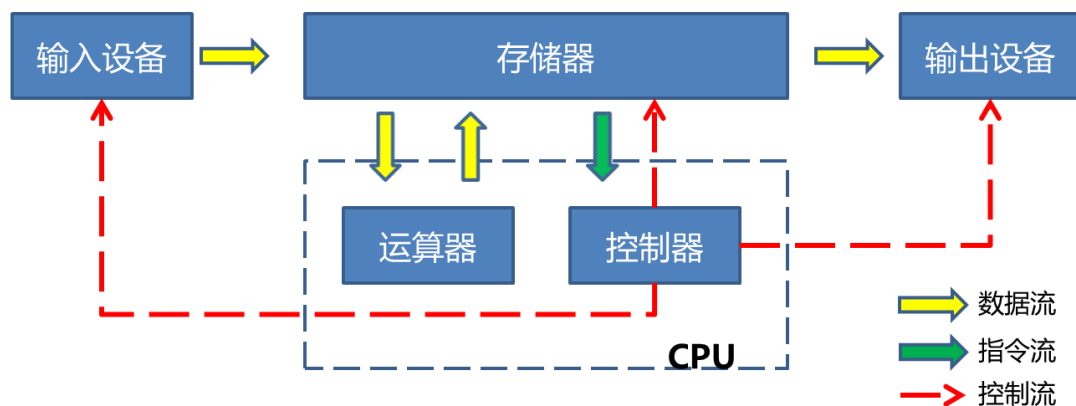 输入设备
存储器
输出设备
运算器
控制器
CPU
数据流
指令流
控制流